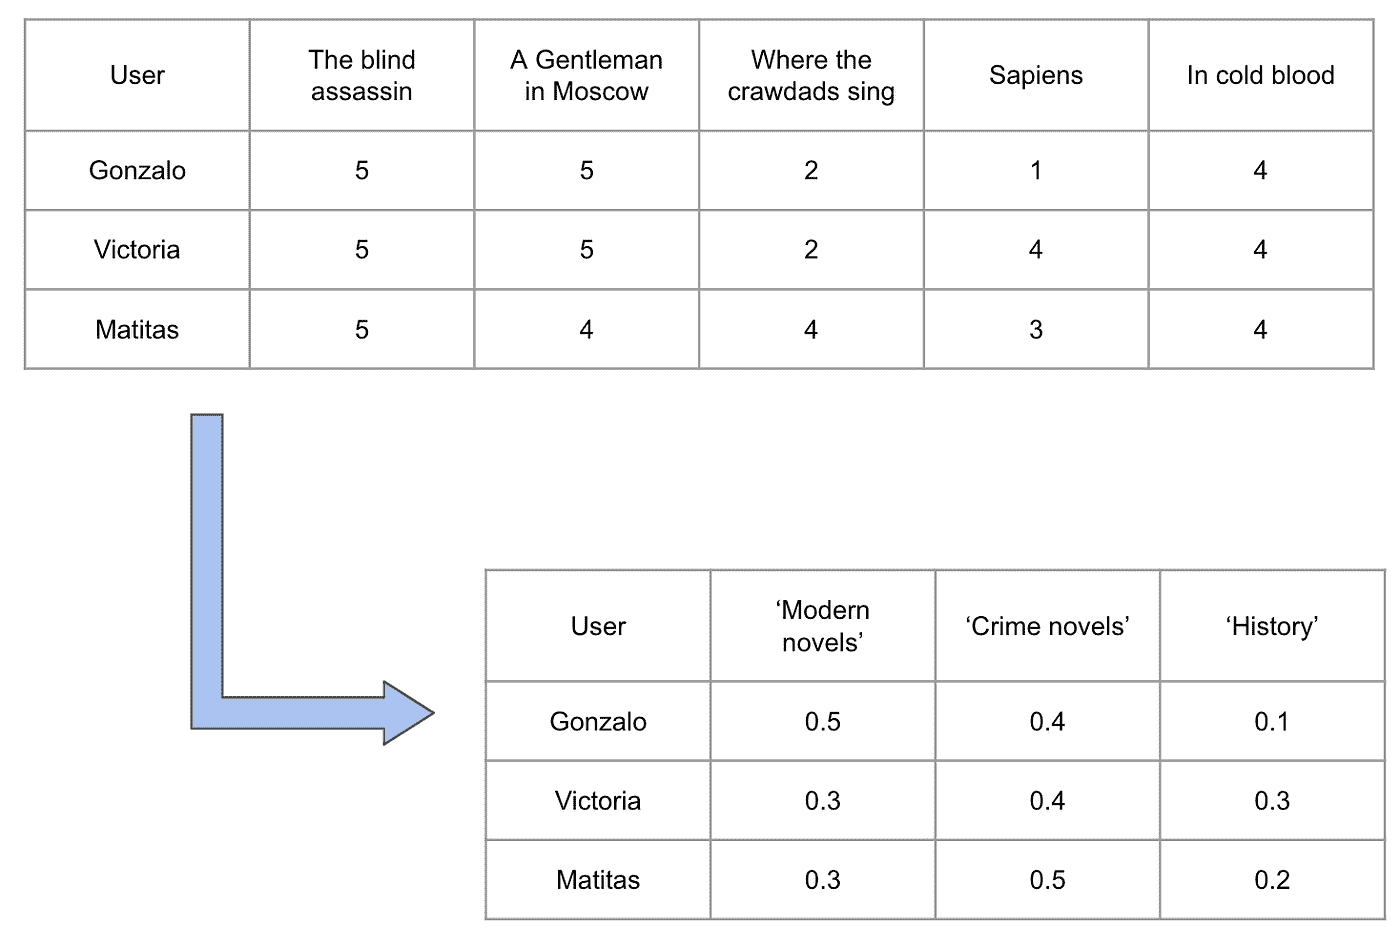 User
The blind
assassin
A Gentleman
in Moscow
Where the
crawdads sing
Sapiens
In cold blood
Gonzalo 5 5 2 1 4
Victoria 5 5 2 4 4
Matitas 5 4 4 3 4
User
‘Modern
novels’
‘Crime novels’
‘History’
Gonzalo 0.5 0.4 0.1
Victoria 0.3 0.4 0.3
Matitas 0.3 0.5 0.2